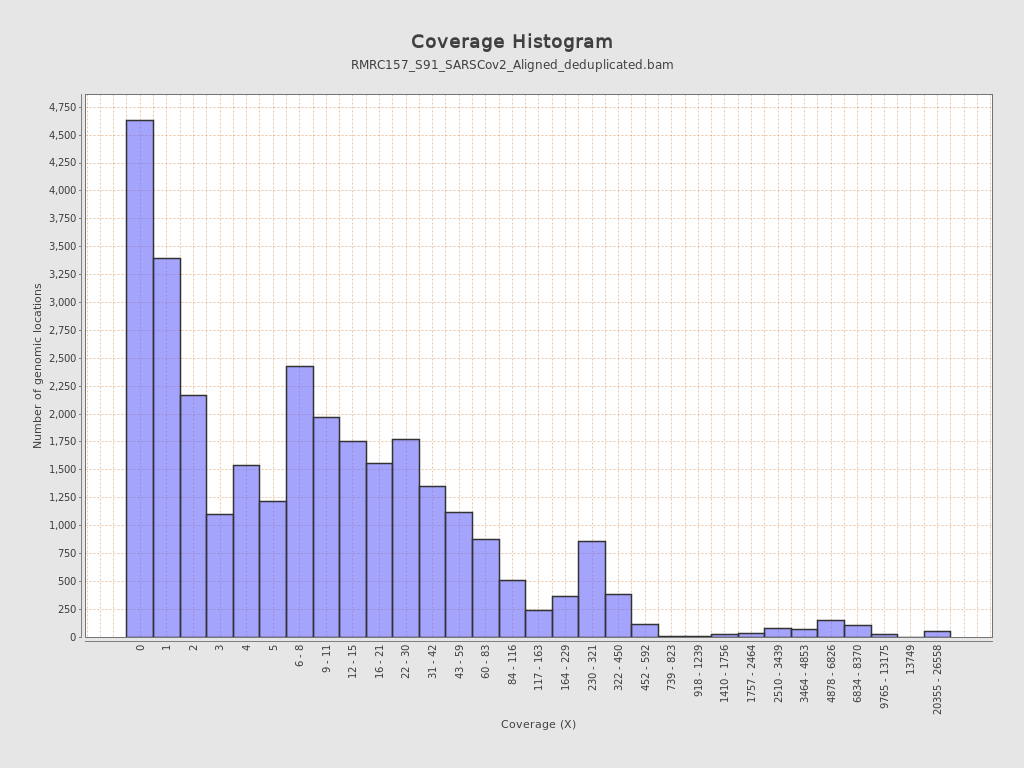 Coverage Histogram
RMRC157_S91_SARSCov2_Aligned_deduplicated.bam
Number of genomic locations
4,750
4,500
4,250
4,000
3,750
3,500
3,250
3,000
2,750
2,500
2,250
2,000
1,750
1,500
1,250
1,000
750
500
250
0
0
1
2
3
4
5
6 - 8
9 - 11
12 - 15
16 - 21
22 - 30
31 - 42
43 - 59
60 - 83
84 - 116
117 - 163
164 - 229
230 - 321
322 - 450
452 - 592
739 - 823
918 - 1239
1410 - 1756
1757 - 2464
2510 - 3439
3464 - 4853
4878 - 6826
6834 - 8370
9765 - 13175
13749
20355 - 26558
Coverage (X)